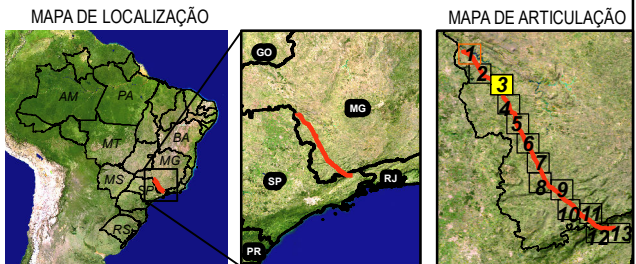 MAPA DE LOCALIZAÇÃO
AM
PA
MT
BA
MG
MS
SP
RS
GO
MG
SP
RJ
PR
MAPA DE ARTICULAÇÃO
1
2
3
4
5
6
7
8
9
10
11
12
13